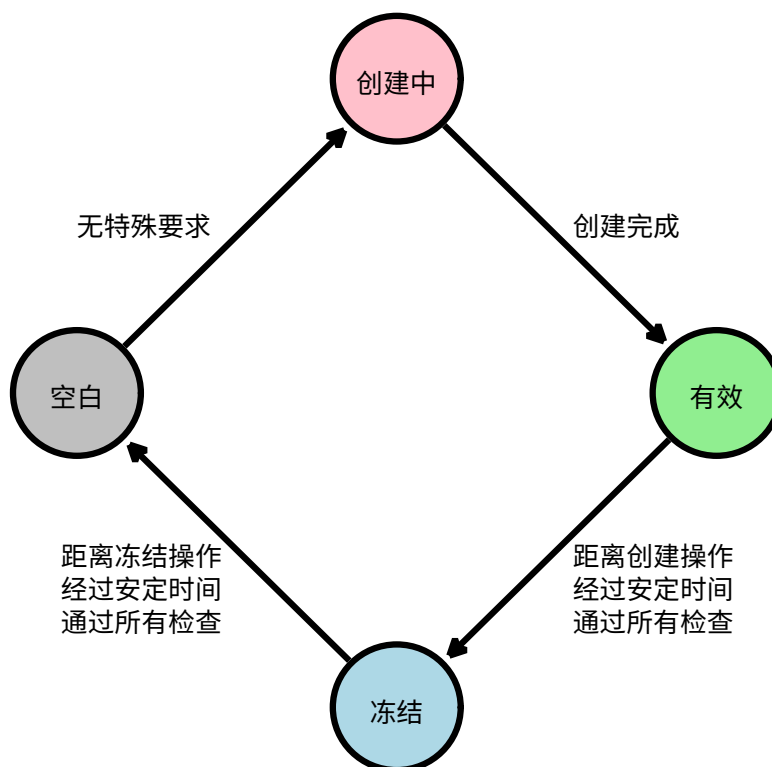 创建中
无特殊要求
创建完成
空白
有效
距离冻结操作
经过安定时间
通过所有检查
距离创建操作
经过安定时间
通过所有检查
冻结